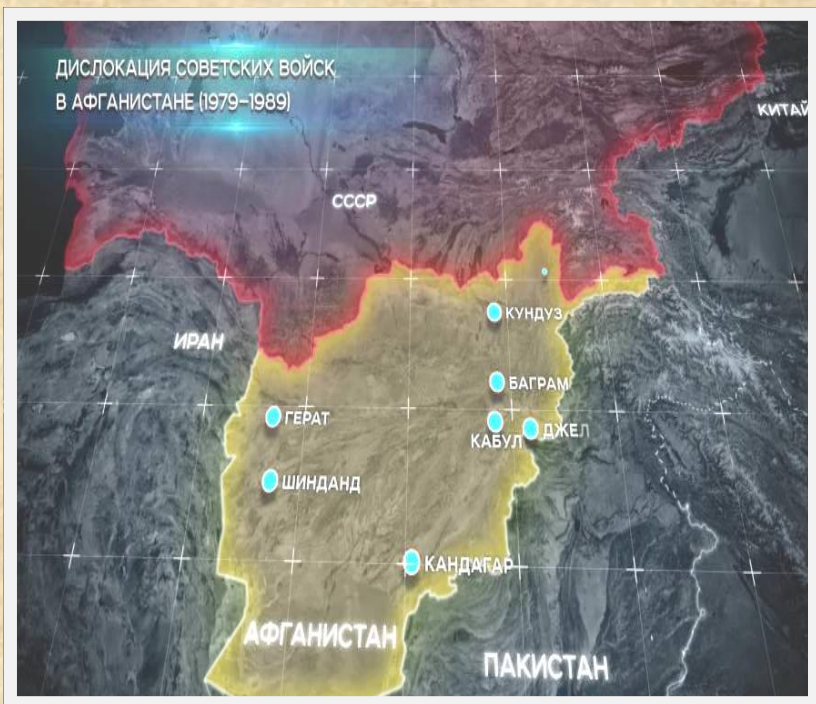 ДИСЛОКАЦИЯ СОВЕТСКИХ ВОЙСК
В АФГАНИСТАНЕ (1979–1989)
КИТАЙ
СССР
КУНДУЗ
ИРАН
БАГРАМ
ГЕРАТ
КАБУЛ
ДЖЕЛ
ШИНДАНД
КАНДАГАР
АФГАНИСТАН
ПАКИСТАН